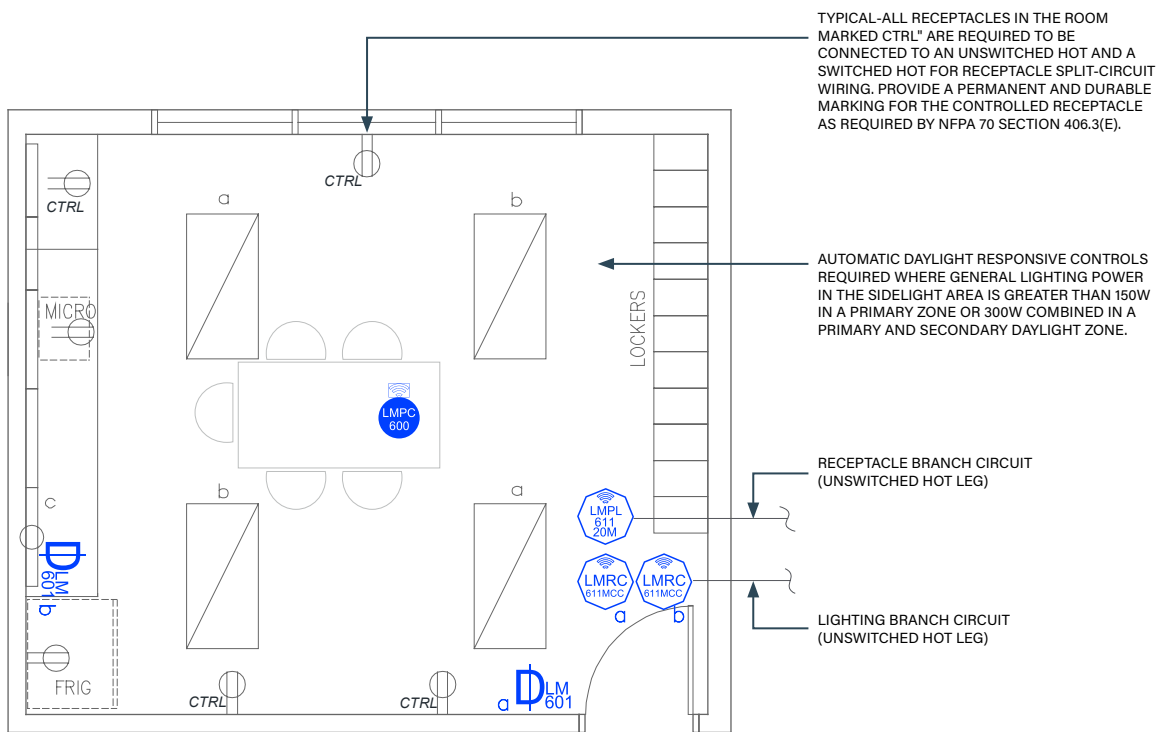 TYPICAL-ALL RECEPTACLES IN THE ROOM
MARKED CTRL" ARE REQUIRED TO BE
CONNECTED TO AN UNSWITCHED HOT AND A
SWITCHED HOT FOR RECEPTACLE SPLIT-CIRCUIT
WIRING. PROVIDE A PERMANENT AND DURABLE
MARKING FOR THE CONTROLLED RECEPTACLE
AS REQUIRED BY NFPA 70 SECTION 406.3(E).
CTRL
CTRL
a
b
AUTOMATIC DAYLIGHT RESPONSIVE CONTROLS
REQUIRED WHERE GENERAL LIGHTING POWER
IN THE SIDELIGHT AREA IS GREATER THAN 150W
IN A PRIMARY ZONE OR 300W COMBINED IN A
PRIMARY AND SECONDARY DAYLIGHT ZONE.
MICRO
LOCKERS
LMPC
600
c
b
a
RECEPTACLE BRANCH CIRCUIT
(UNSWITCHED HOT LEG)
LMPL
611
20M
D
LM
601
b
LMRC
611MCC
a
LMRC
611MCC
b
LIGHTING BRANCH CIRCUIT
(UNSWITCHED HOT LEG)
FRIG
CTRL
CTRL
a
D
LM
601